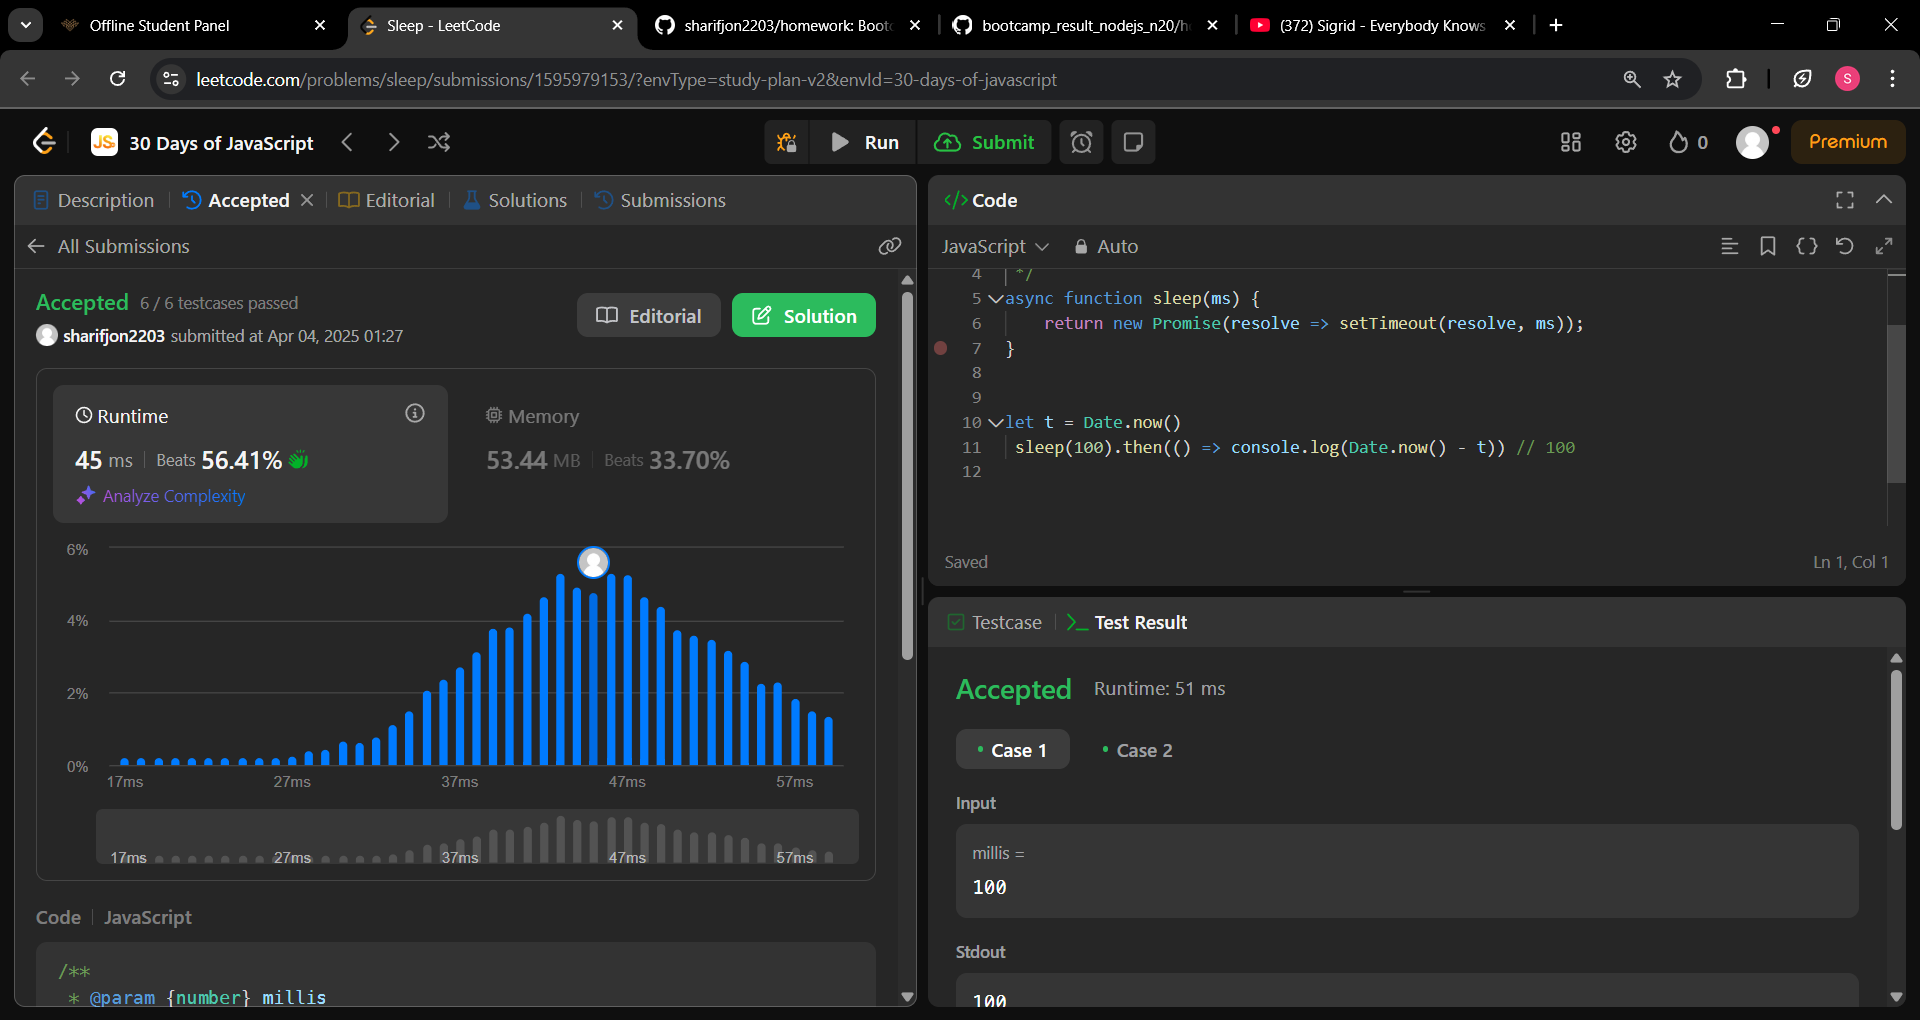 Offline Student Panel
Sleep - LeetCode
sharifjon2203/homework: Boot
bootcamp_result_nodejs_n20/h
(372) Sigrid - Everybody Knows
leetcode.com/problems/sleep/submissions/1595979153/?envType=study-plan-v2&envId=30-days-of-javascript
S
JS 30 Days of JavaScript
Run
Submit
0
Premium
Description
Accepted
Editorial
Solutions
Submissions
All Submissions
Accepted 6 / 6 testcases passed
sharifjon2203 submitted at Apr 04, 2025 01:27
Editorial
Solution
Runtime
45 ms Beats 56.41%
Analyze Complexity
Memory
53.44 MB Beats 33.70%
6%
4%
2%
0%
17ms 27ms 37ms 47ms 57ms
17ms 27ms 37ms 47ms 57ms
Code JavaScript
/**
* @param {number} millis
</> Code
JavaScript Auto
4 */
5 async function sleep(ms) {
6 return new Promise(resolve => setTimeout(resolve, ms));
7 }
8
9
10 let t = Date.now()
11 sleep(100).then(() => console.log(Date.now() - t)) // 100
12
Saved
Ln 1, Col 1
Testcase
Test Result
Accepted Runtime: 51 ms
Case 1
Case 2
Input
millis =
100
Stdout
100